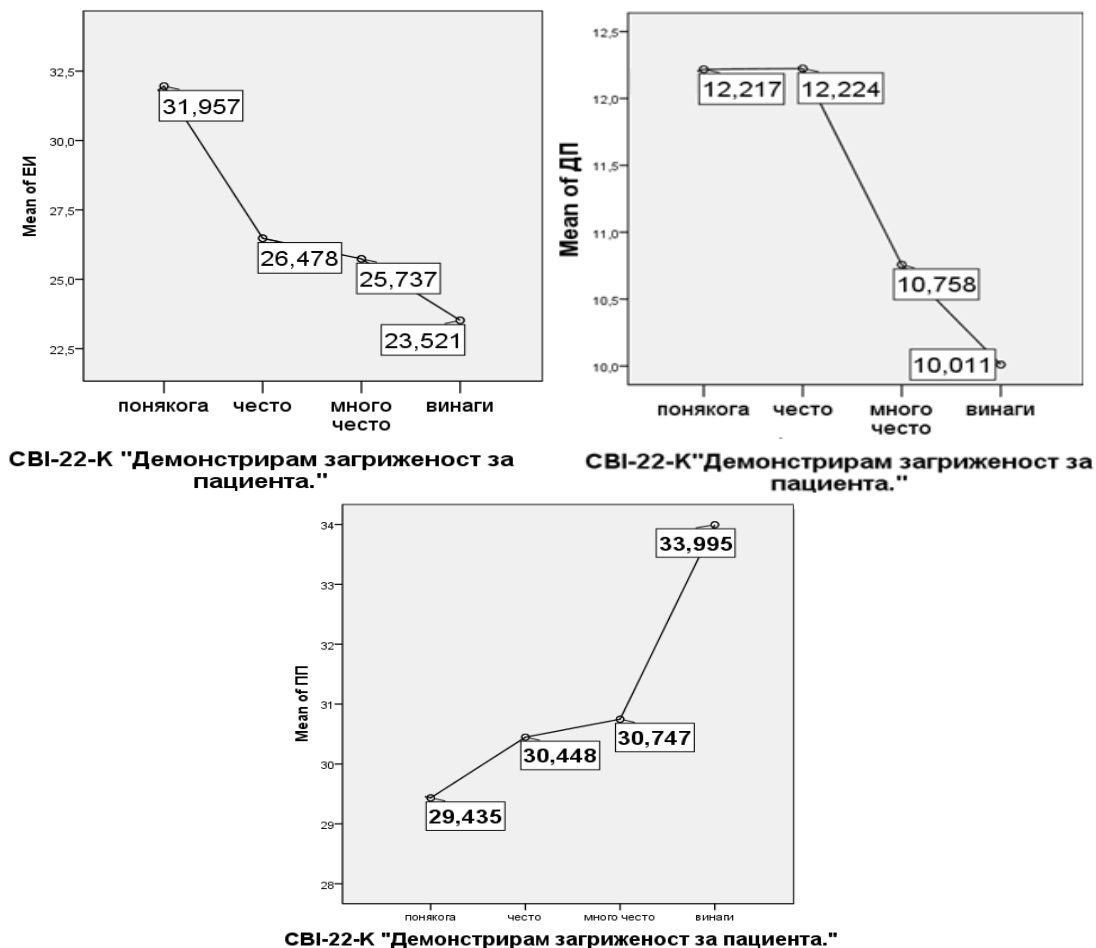 32,5
30,0
27,5
25,0
22,5
Mean of ЕИ
31,957
26,478
25,737
23,521
понякога често много често винаги
CBI-22-K "Демонстрирам загриженост за
пациента."
12,5
12,0
11,5
11,0
10,5
10,0
Mean of ДП
12,217
12,224
10,758
10,011
понякога често много често винаги
CBI-22-K"Демонстрирам загриженост за
пациента."
34
33
32
31
30
29
28
Mean of ПП
33,995
30,747
30,448
29,435
понякога често много често винаги
CBI-22-K "Демонстрирам загриженост за пациента."